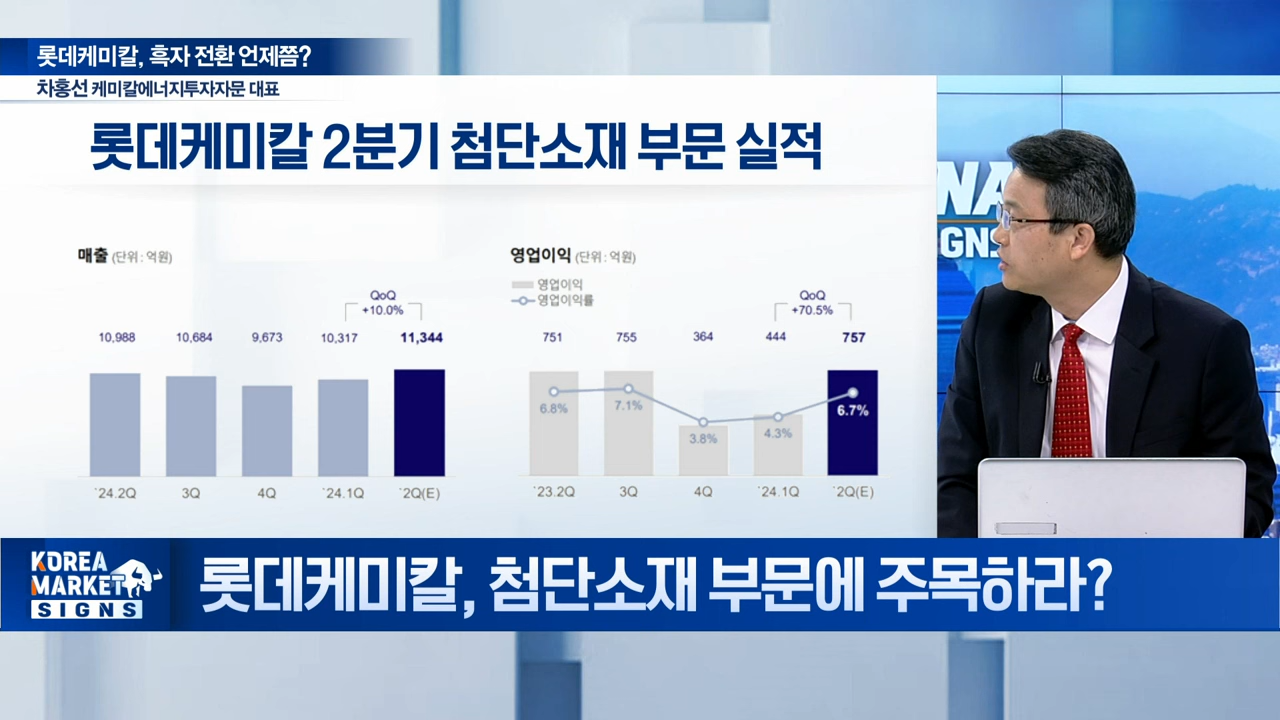 롯데케미칼, 흑자 전환 언제쯤?
차홍선 케미칼에너지투자자문 대표
롯데케미칼 2분기 첨단소재 부문 실적
매출 (단위 : 억원)
QoQ
+10.0%
10,988 10,684 9,673 10,317 11,344
`24.2Q 3Q 4Q `24.1Q `2Q(E)
영업이익 (단위 : 억원)
영업이익
영업이익률
QoQ
+70.5%
751 755 364 444 757
6.8% 7.1% 3.8% 4.3% 6.7%
`23.2Q 3Q 4Q `24.1Q `2Q(E)
NA
GNS
KOREA
MARKET
SIGNS
롯데케미칼, 첨단소재 부문에 주목하라?